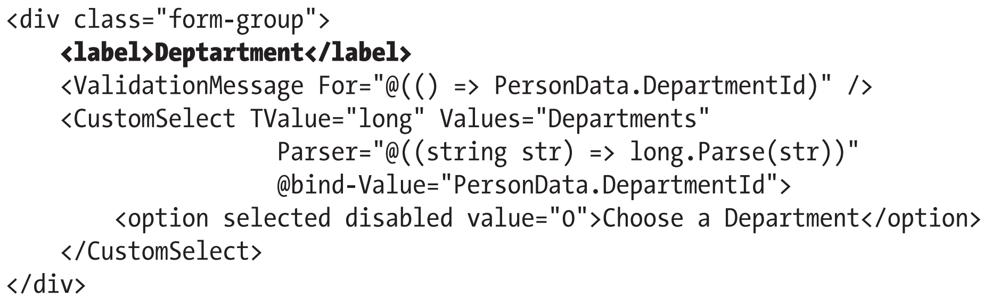 <div class="form-group">
    <label>Deptartment</label>
    <ValidationMessage For="@(() => PersonData.DepartmentId)" />
    <CustomSelect TValue="long" Values="Departments"
                    Parser="@((string str) => long.Parse(str))"
                    @bind-Value="PersonData.DepartmentId">
        <option selected disabled value="0">Choose a Department</option>
    </CustomSelect>
</div>